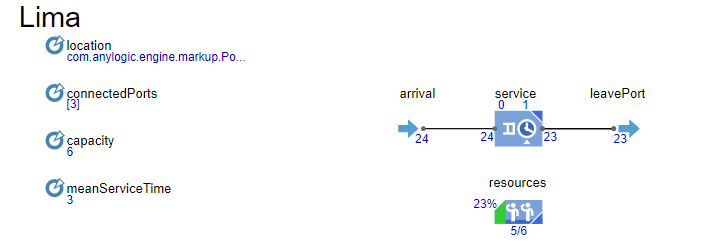 Lima
location
com.anylogic.engine.markup.Po...
connectedPorts
[3]
capacity
6
meanServiceTime
3
arrival
24
service
0 1
24 23
leavePort
23
resources
23%
5/6